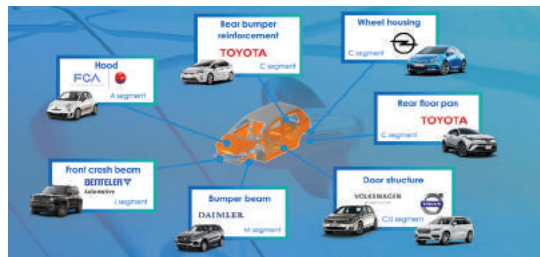 Rear bumper
reinforcement
TOYOTA
C segment
Wheel housing
C segment
Hood
FCA
A segment
Rear floor pan
TOYOTA
C segment
Front crash beam
BENTELER
Automotive
J segment
Bumper beam
DAIMLER
M segment
Door structure
VOLKSWAGEN
VOLVO
C/J segment